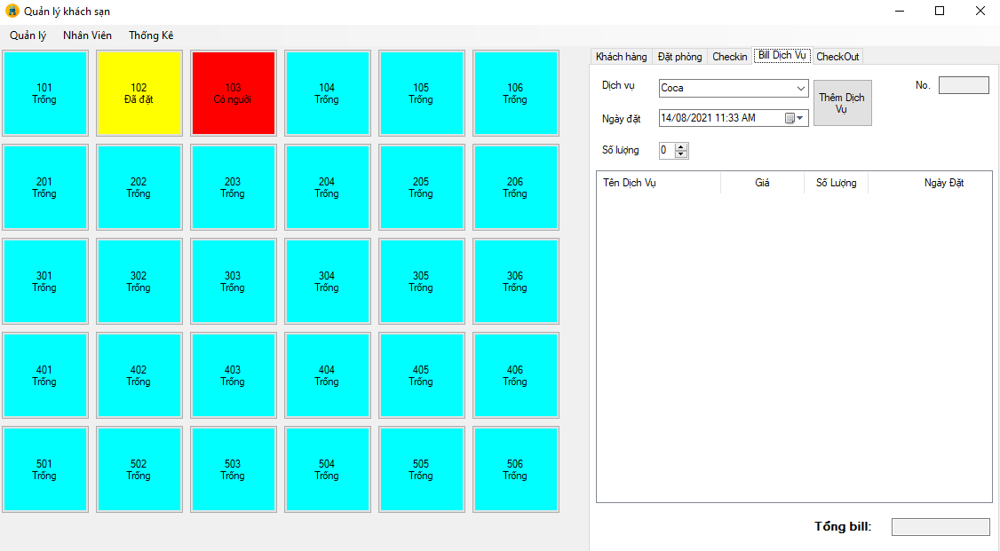 Quản lý khách sạn
Quản lý Nhân Viên Thống Kê
101
Trống
102
Đã đặt
103
Có người
104
Trống
105
Trống
106
Trống
201
Trống
202
Trống
203
Trống
204
Trống
205
Trống
206
Trống
301
Trống
302
Trống
303
Trống
304
Trống
305
Trống
306
Trống
401
Trống
402
Trống
403
Trống
404
Trống
405
Trống
406
Trống
501
Trống
502
Trống
503
Trống
504
Trống
505
Trống
506
Trống
Khách hàng Đặt phòng Checkin Bill Dịch Vụ CheckOut
Dịch vụ Coca
Thêm Dịch
Vụ
No.
Ngày đặt 14/08/2021 11:33 AM
Số lượng 0
Tên Dịch Vụ Giá Số Lượng Ngày Đặt
Tổng bill: